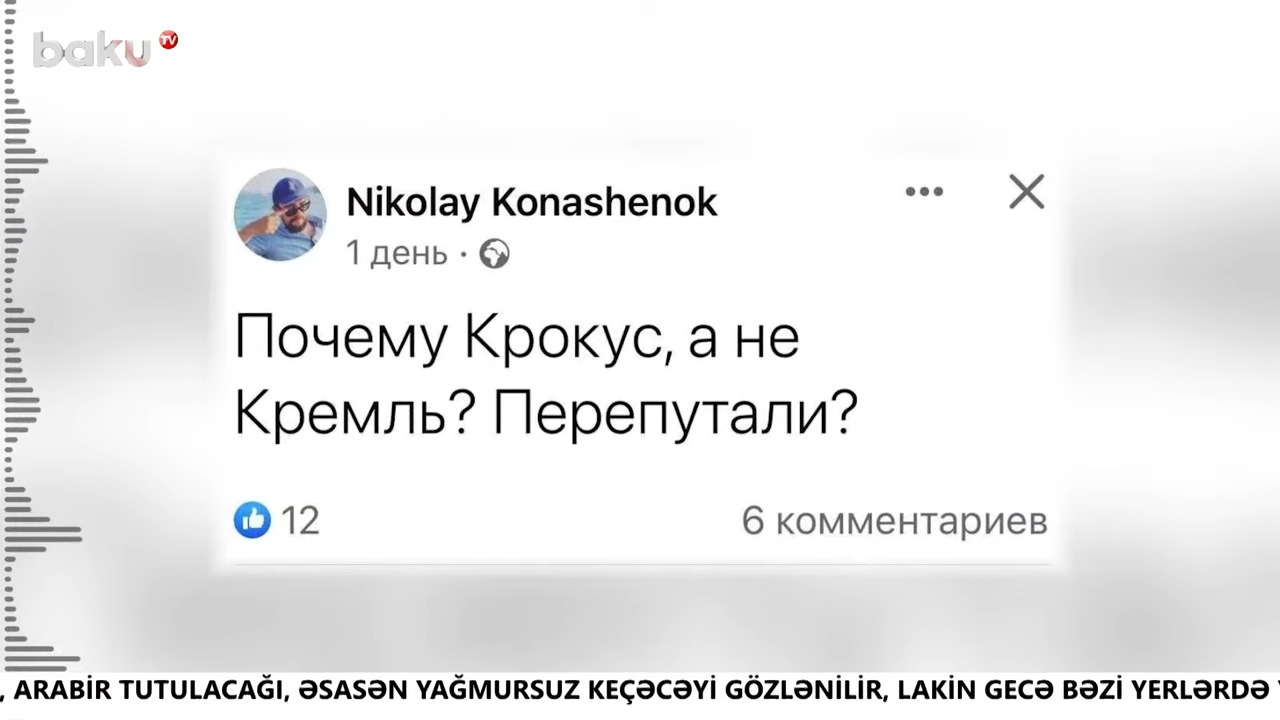 baku TV
Nikolay Konashenok
1 день ·
Почему Крокус, а не
Кремль? Перепутали?
12
6 комментариев
, ARABİR TUTULACAĞI, ƏSASƏN YAĞMURSUZ KEÇƏCƏYİ GÖZLƏNİLİR, LAKİN GECƏ BƏZİ YERLƏRDƏ